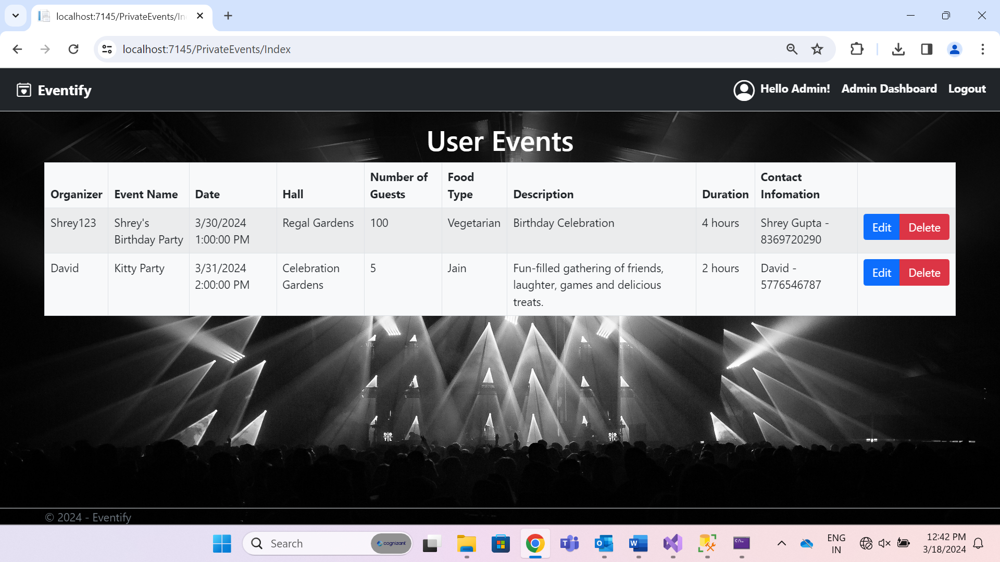 localhost:7145/PrivateEvents/In
localhost:7145/PrivateEvents/Index
Eventify
Hello Admin! Admin Dashboard Logout
User Events
Organizer Event Name Date Hall Number of Guests Food Type Description Duration Contact Infomation
Shrey123 Shrey's Birthday Party 3/30/2024 1:00:00 PM Regal Gardens 100 Vegetarian Birthday Celebration 4 hours Shrey Gupta - 8369720290 Edit Delete
David Kitty Party 3/31/2024 2:00:00 PM Celebration Gardens 5 Jain Fun-filled gathering of friends, laughter, games and delicious treats. 2 hours David - 5776546787 Edit Delete
DG
TL
DG
TL
© 2024 - Eventify
Search cognizant
ENG
IN
12:42 PM
3/18/2024